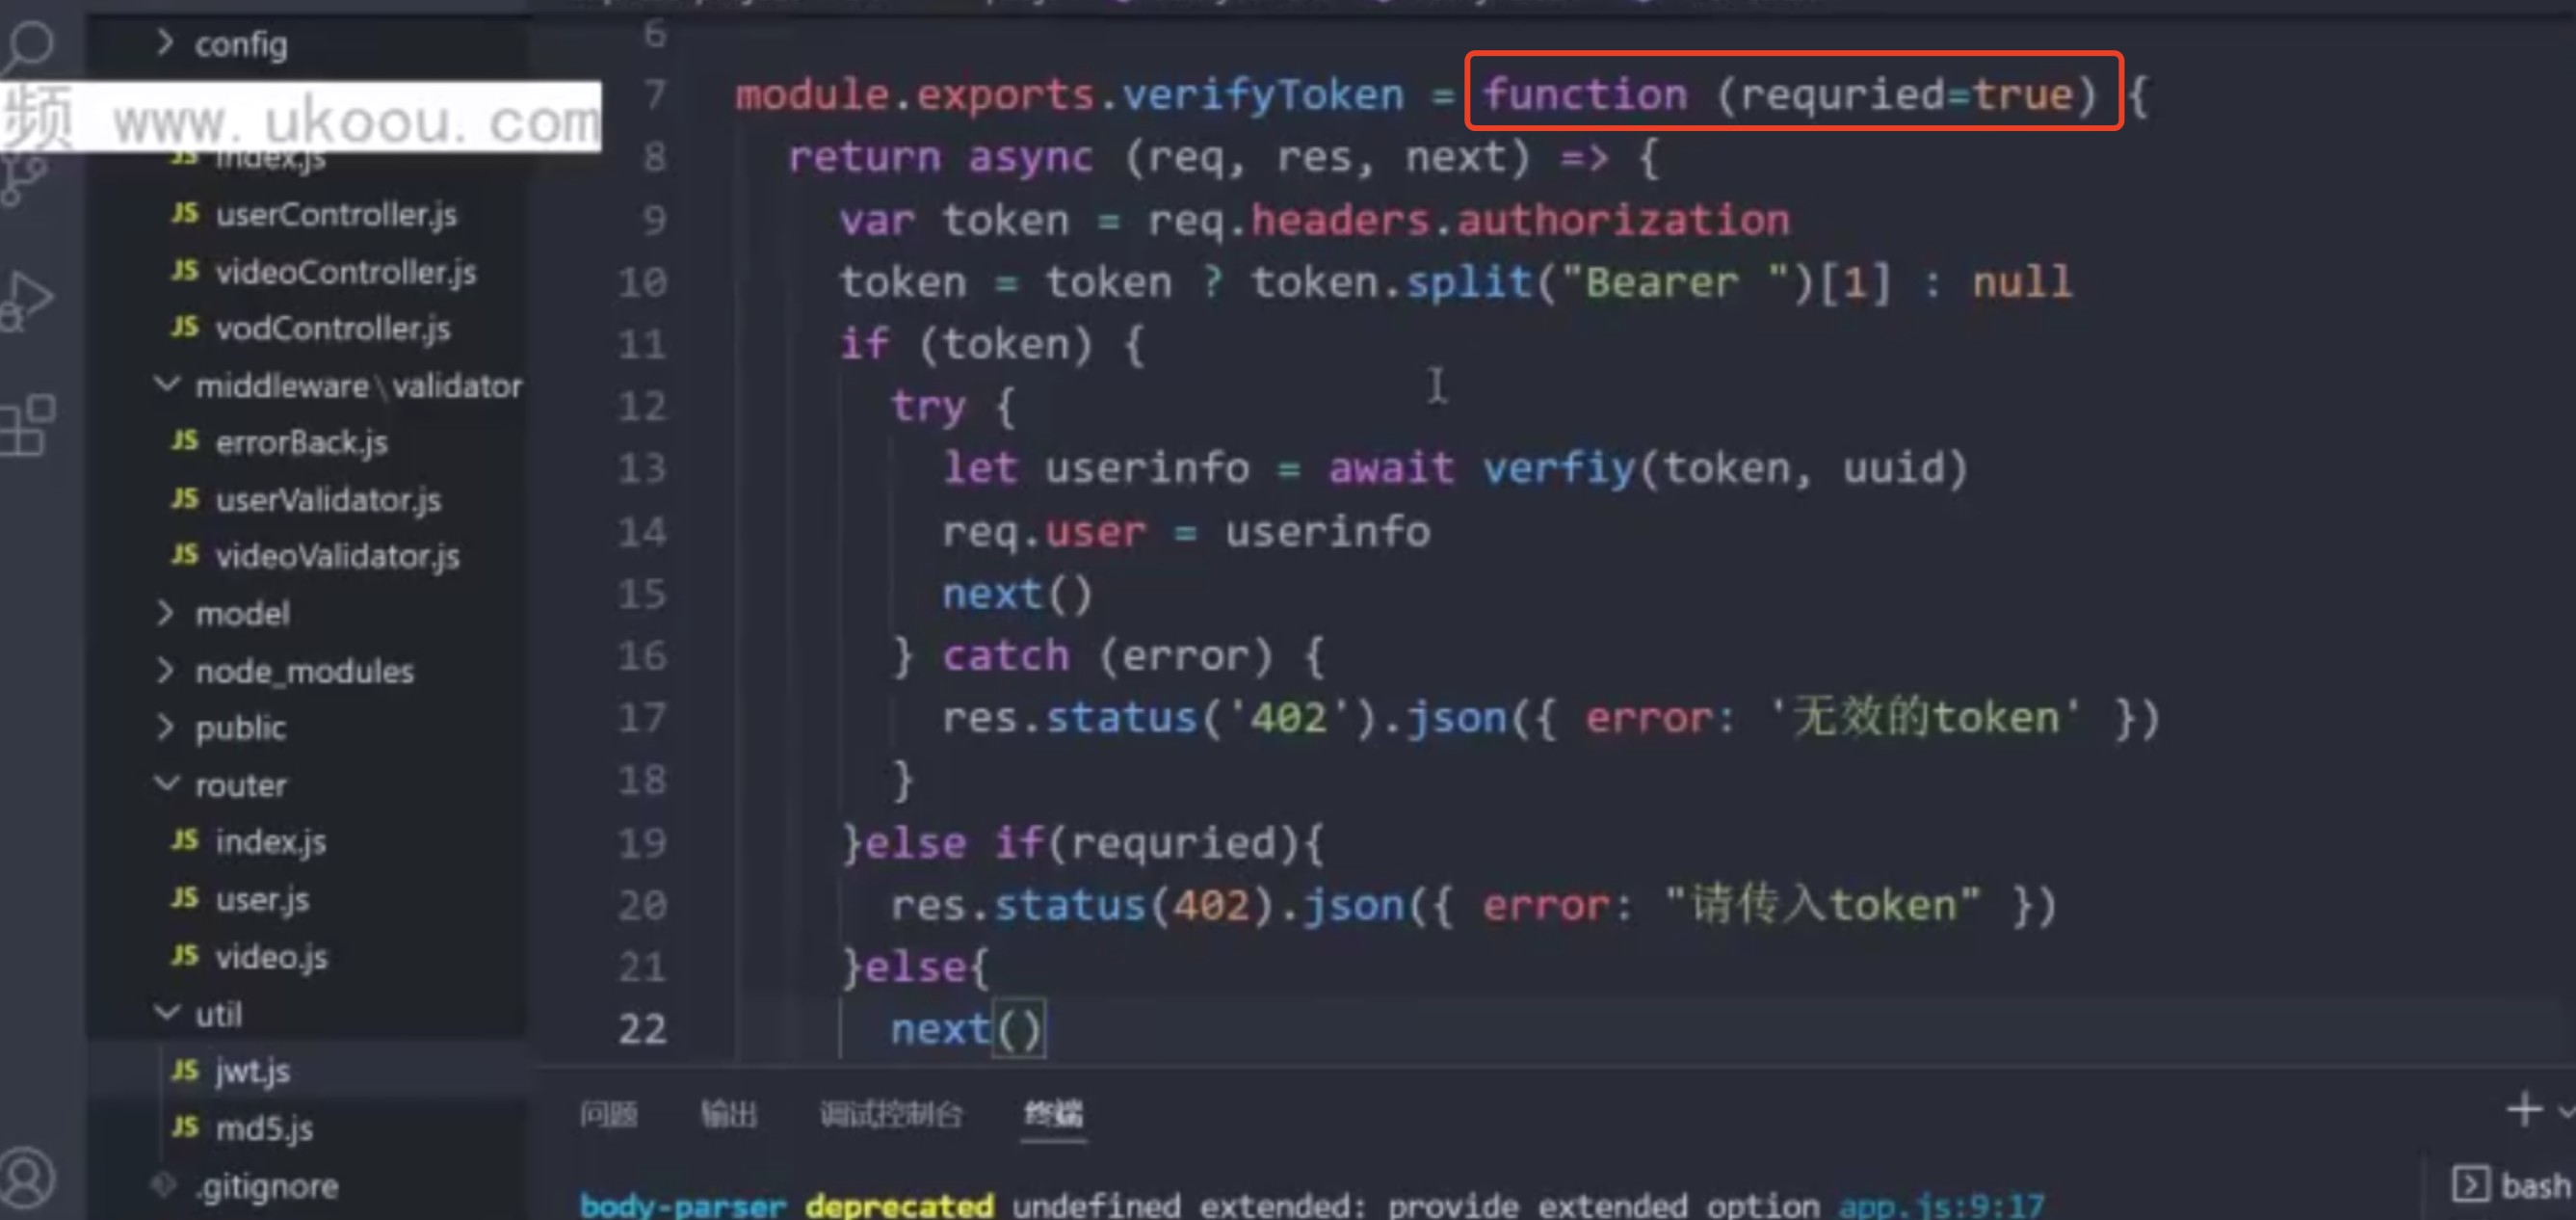 config
频 www.ukoou.com
index.js
userController.js
videoController.js
vodController.js
middleware\validator
errorBack.js
userValidator.js
videoValidator.js
model
node_modules
public
router
index.js
user.js
video.js
util
jwt.js
md5.js
.gitignore
6
7 module.exports.verifyToken = function (requried=true) {
8 return async (req, res, next) => {
9 var token = req.headers.authorization
10 token = token ? token.split("Bearer ")[1] : null
11 if (token) {
12 try {
13 let userinfo = await verfiy(token, uuid)
14 req.user = userinfo
15 next()
16 } catch (error) {
17 res.status('402').json({ error: '无效的token' })
18 }
19 }else if(requried){
20 res.status(402).json({ error: "请传入token" })
21 }else{
22 next()
问题 输出 调试控制台 终端
bash
body-parser deprecated undefined extended: provide extended option app.js:9:17